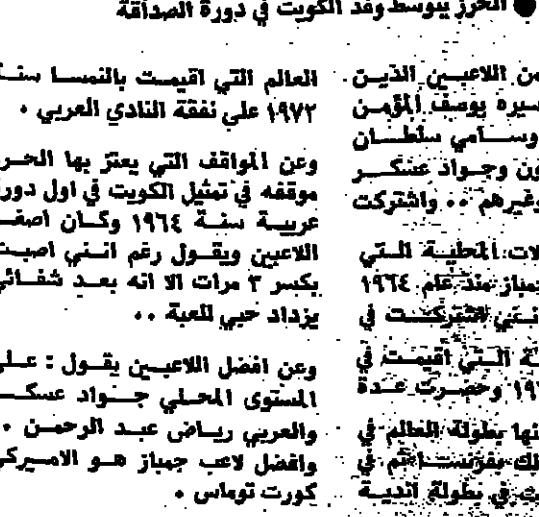 ● الخرز يتوسط وفد الكويت في دورة الصداقة
من اللاعبين الذين
سيره يوسف المؤمن
وسامي سلطان
ون وجواد عسكر
وغيرهم .. واشتركت
لات المحلية التي
جمباز منذ عام ١٩٦٤
اشتركت في
ة التي اقيمت في
وحضرت عدة
نها بطولة العالم في
لك بفرنسا ثم في
ت في بطولة اندية
العالم التي اقيمت بالنمسا سنة
١٩٧٢ على نفقة النادي العربي .
وعن المواقف التي يعتز بها الخرز
موقفه في تمثيل الكويت في اول دورة
عربية سنة ١٩٦٤ وكان اصغر
اللاعبين ويقول رغم انني اصبت
بكسر ٣ مرات الا انه بعد شفائي
يزداد حبي للعبة ..
وعن افضل اللاعبين يقول : على
المستوى المحلي جواد عسكر
والعربي رياض عبد الرحمن .
وافضل لاعب جمباز هو الاميركي
كورت توماس .